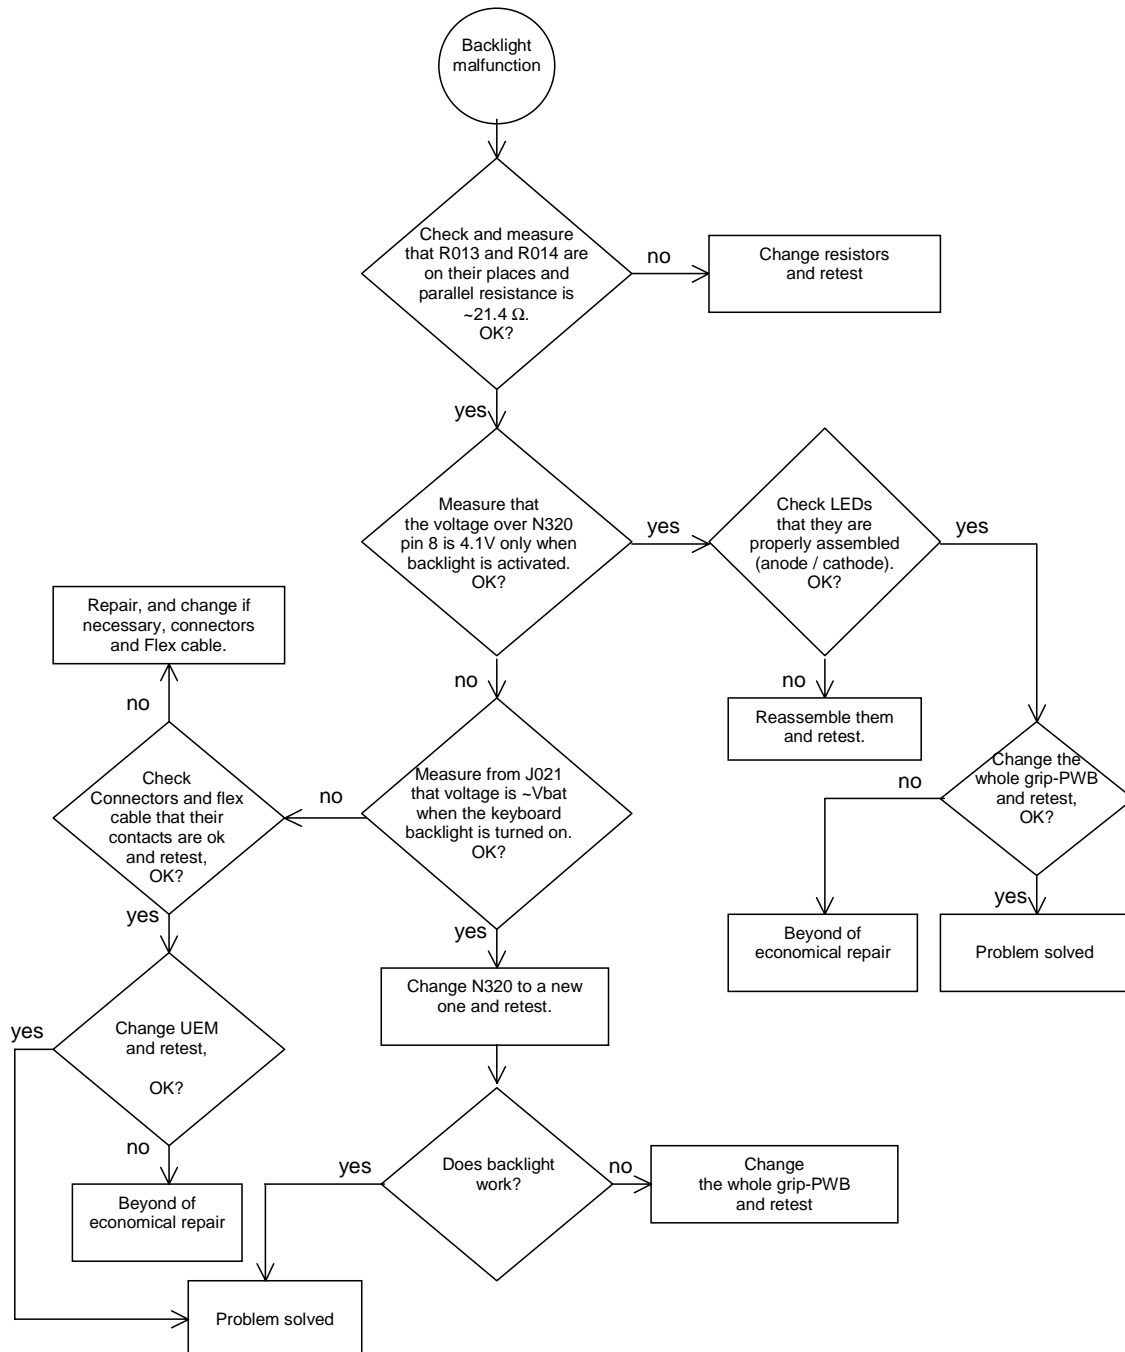 Backlight
malfunction
Check and measure
that R013 and R014 are
on their places and
parallel resistance is
~21.4 Ω.
OK?
no
Change resistors
and retest
yes
Measure that
the voltage over N320
pin 8 is 4.1V only when
backlight is activated.
OK?
yes
Check LEDs
that they are
properly assembled
(anode / cathode).
OK?
yes
Repair, and change if
necessary, connectors
and Flex cable.
no
no
no
Reassemble them
and retest.
Check
Connectors and flex
cable that their
contacts are ok
and retest,
OK?
no
Measure from J021
that voltage is ~Vbat
when the keyboard
backlight is turned on.
OK?
no
Change the
whole grip-PWB
and retest,
OK?
yes
yes
yes
Beyond of
economical repair
Problem solved
Change N320 to a new
one and retest.
yes
Change UEM
and retest,
OK?
no
Beyond of
economical repair
yes
Does backlight
work?
no
Change
the whole grip-PWB
and retest
Problem solved